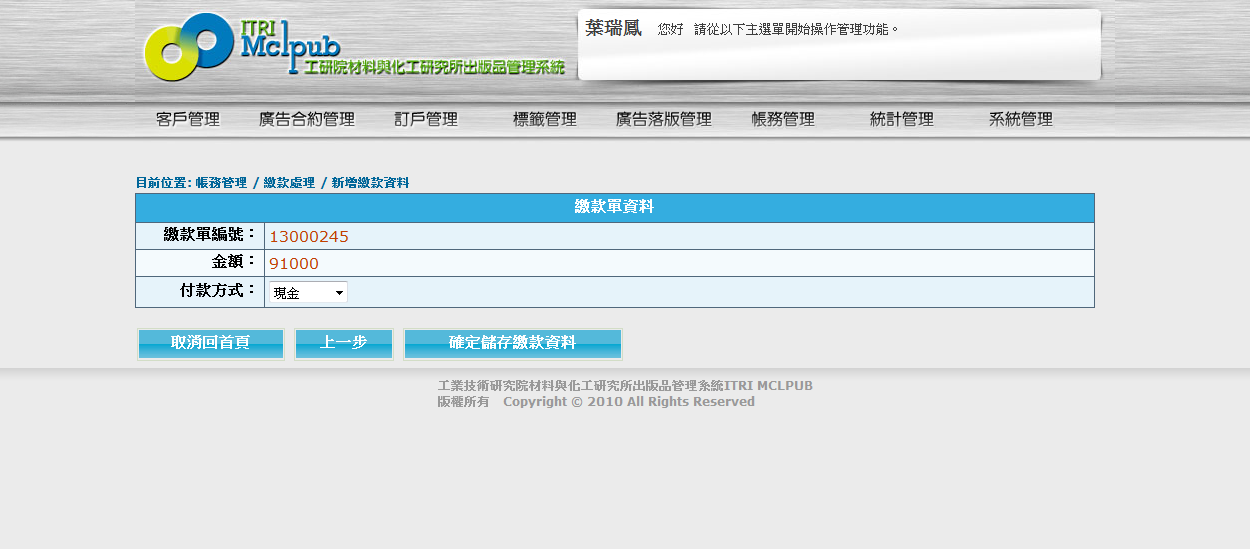 ITRI
Mclpub
工研院材料與化工研究所出版品管理系統
葉瑞鳳 您好 請從以下主選單開始操作管理功能。
客戶管理 廣告合約管理 訂戶管理 標籤管理 廣告落版管理 帳務管理 統計管理 系統管理
目前位置: 帳務管理 / 繳款處理 / 新增繳款資料
繳款單資料
繳款單編號： 13000245
金額： 91000
付款方式： 現金
取消回首頁 上一步 確定儲存繳款資料
工業技術研究院材料與化工研究所出版品管理系統ITRI MCLPUB
版權所有 Copyright © 2010 All Rights Reserved